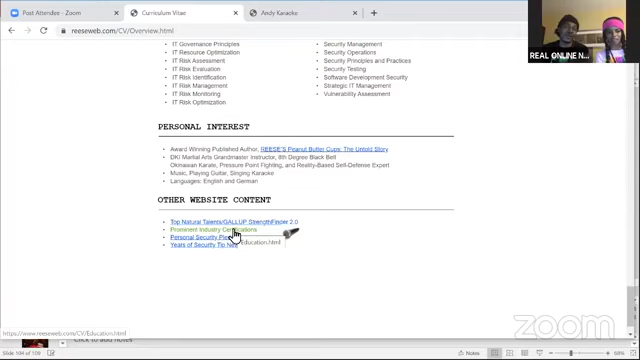 Post Attendee - Zoom
Curriculum Vitae
Andy Karaoke
reeseweb.com/CV/Overview.html
REAL ONLINE N...
IT Governance Principles
IT Resource Optimization
IT Risk Assessment
IT Risk Evaluation
IT Risk Identification
IT Risk Management
IT Risk Monitoring
IT Risk Optimization
Security Management
Security Operations
Security Principles and Practices
Security Testing
Software Development Security
Strategic IT Management
Vulnerability Assessment
PERSONAL INTEREST
Award Winning Published Author, REESE'S Peanut Butter Cups: The Untold Story
DKI Martial Arts Grandmaster Instructor, 8th Degree Black Belt
Okinawan Karate, Pressure Point Fighting, and Reality-Based Self-Defense Expert
Music, Playing Guitar, Singing Karaoke
Languages: English and German
OTHER WEBSITE CONTENT
Top Natural Talents/GALLUP StrengthFinder 2.0
Prominent Industry Certifications
Personal Security
Education.html
Years of Security Tip
https://www.reeseweb.com/CV/Education.html
zoom
Click to add notes
Slide 104 of 109
Notes